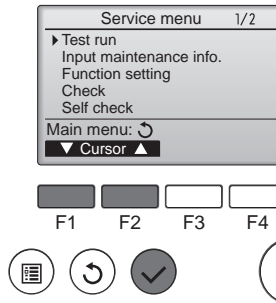 Service menu 1/2
Test run
Input maintenance info.
Function setting
Check
Self check
Main menu:
▼ Cursor ▲
F1 F2 F3 F4